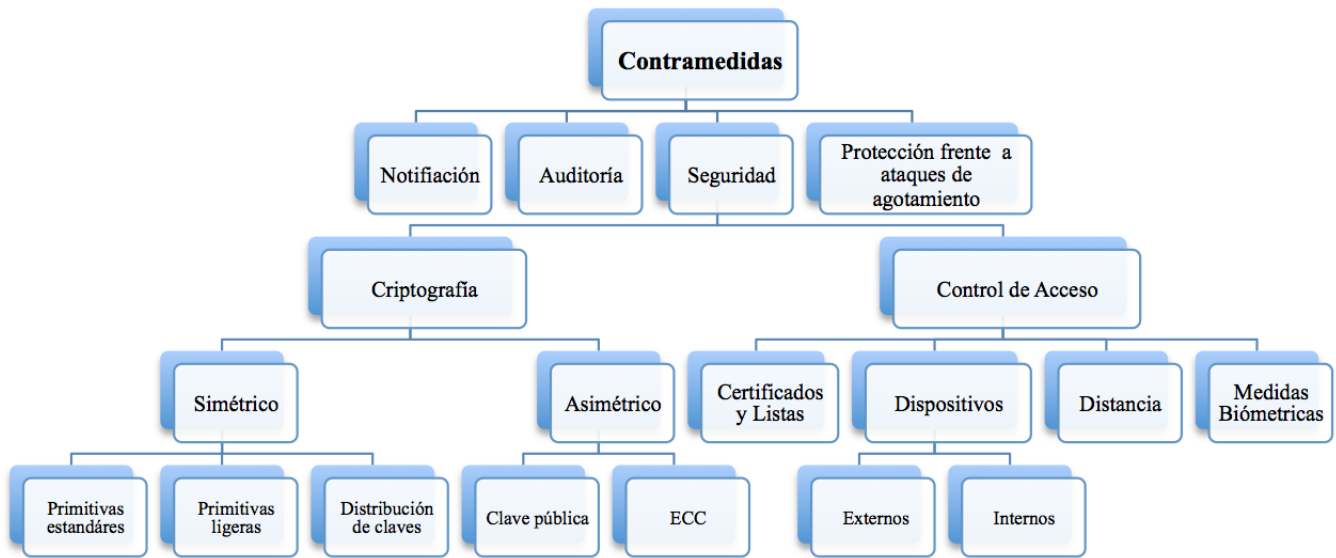 Contramedidas
Notifiación
Auditoría
Seguridad
Protección frente a
ataques de
agotamiento
Criptografía
Control de Acceso
Simétrico
Asimétrico
Certificados
y Listas
Dispositivos
Distancia
Medidas
Biómetricas
Primitivas
estandáres
Primitivas
ligeras
Distribución
de claves
Clave pública
ECC
Externos
Internos